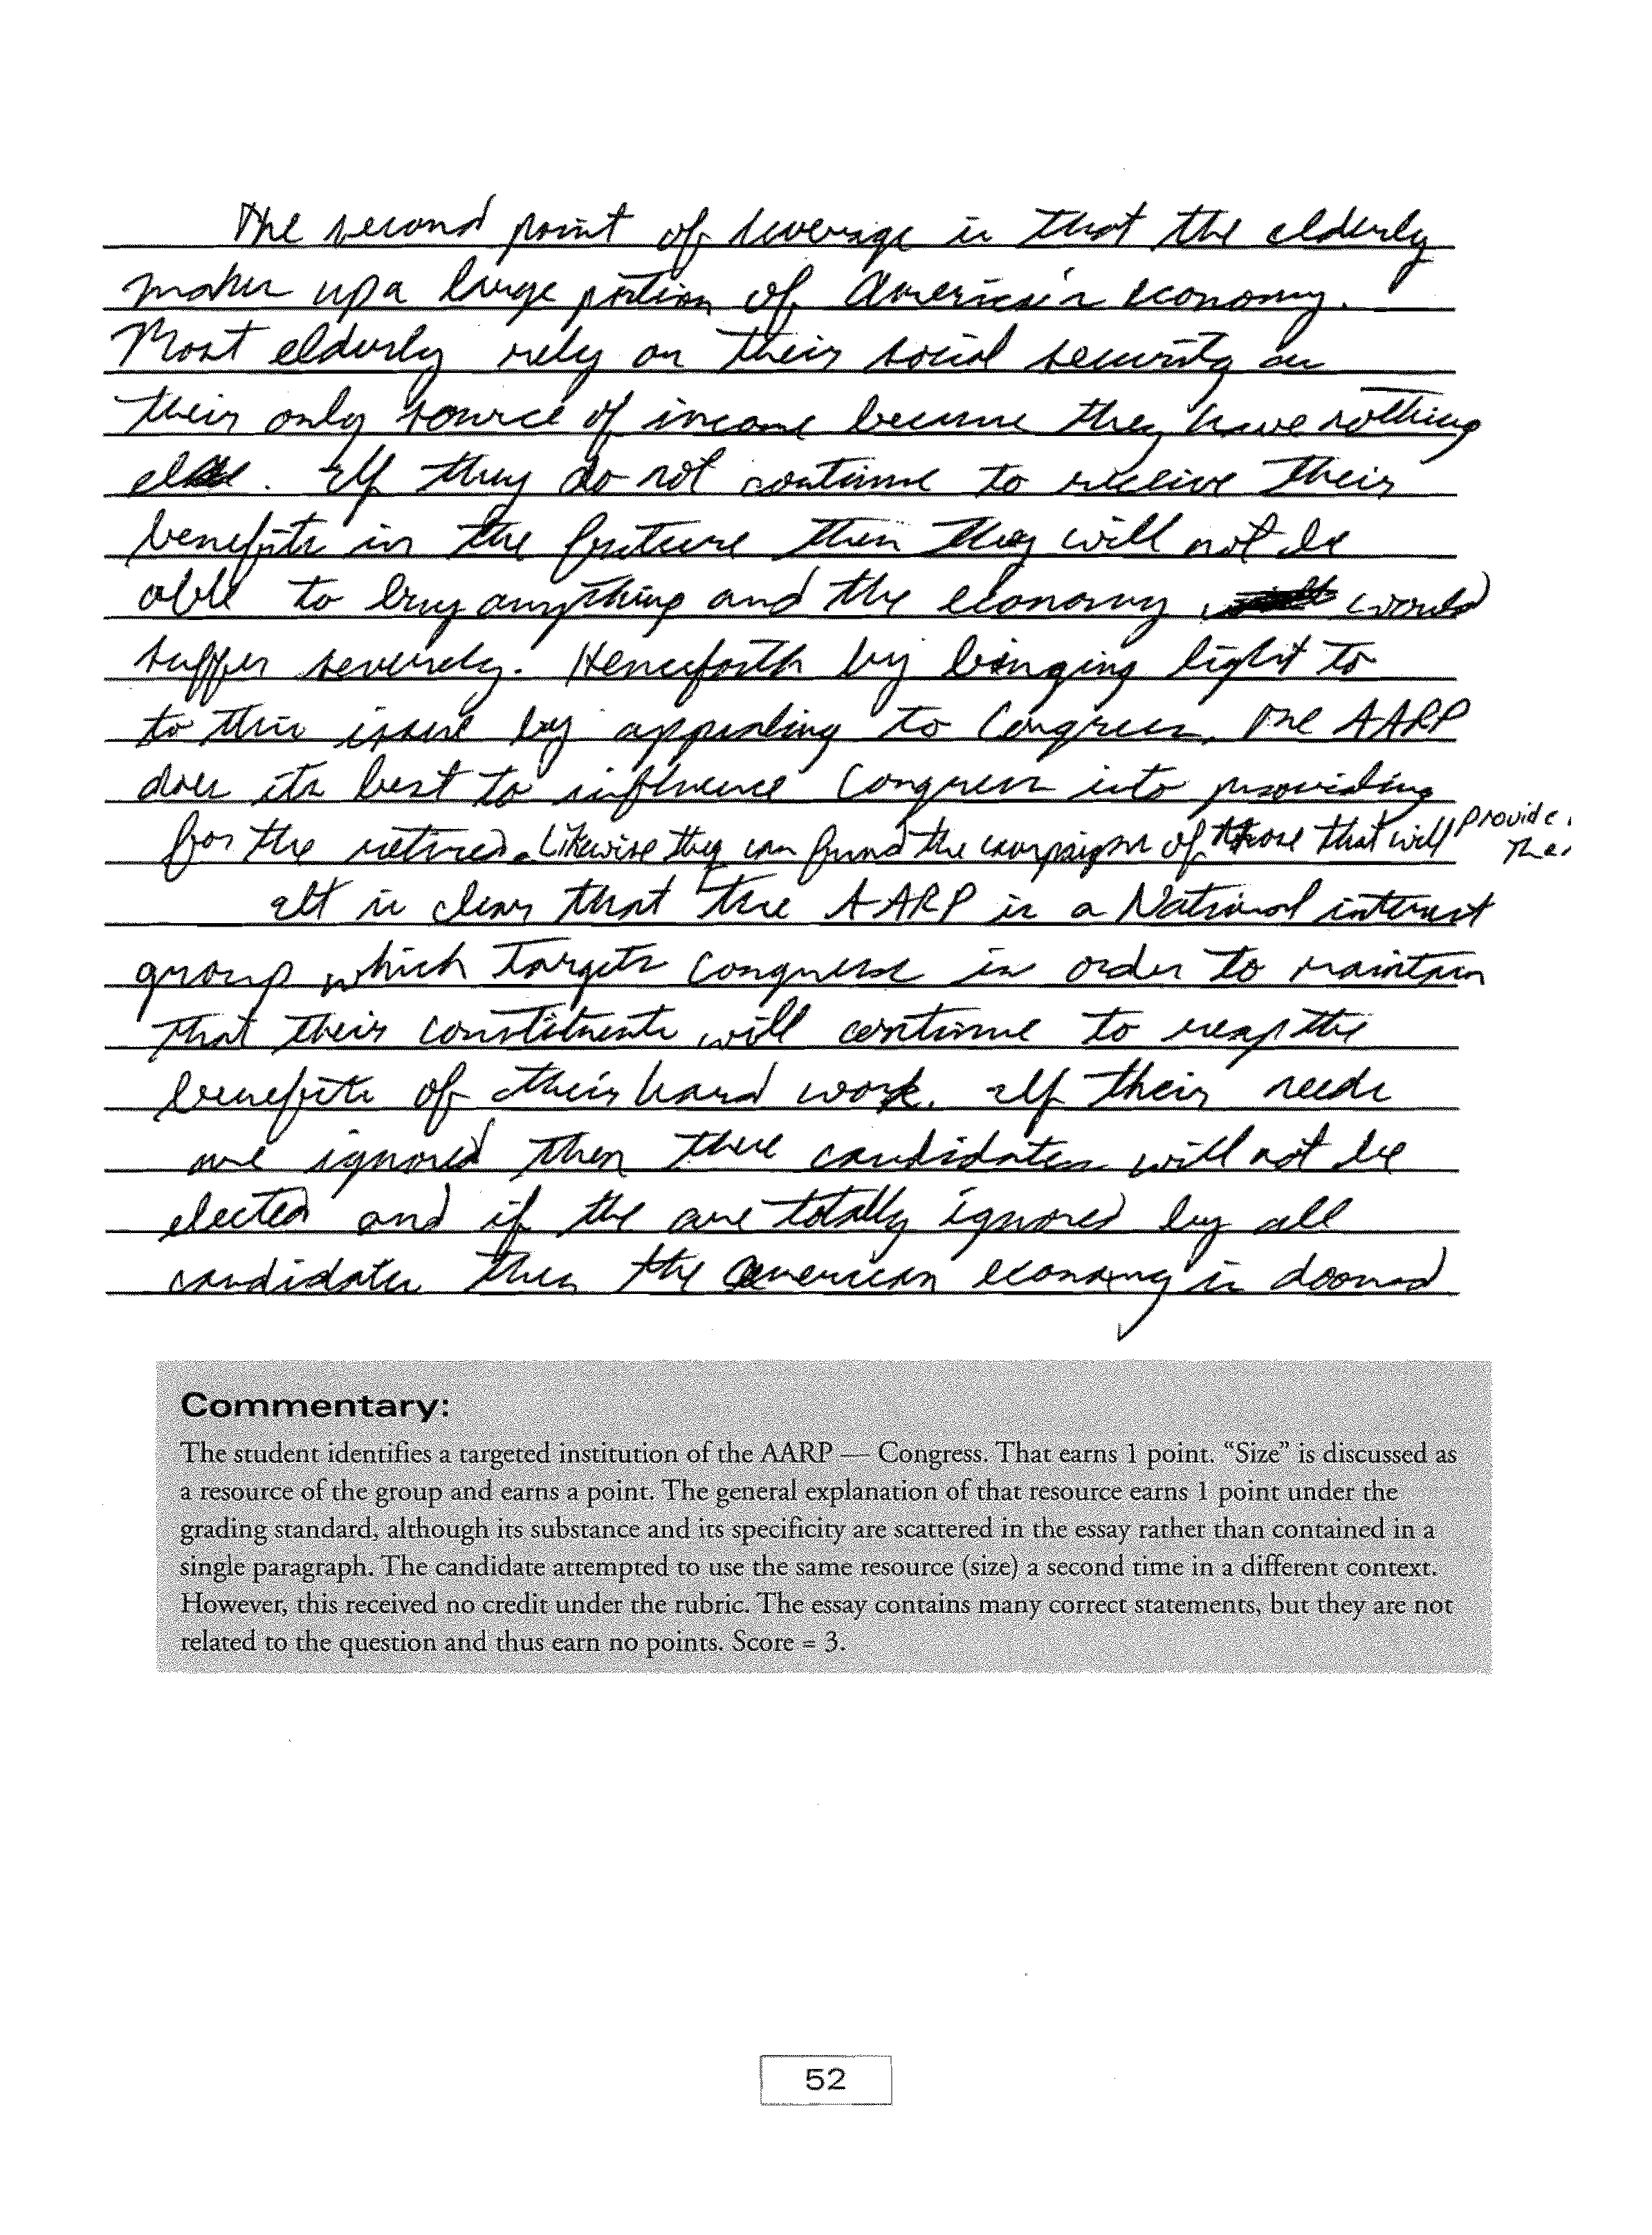 The second point of leverage is that the elderly
makes up a large portion of America's economy.
Most elderly rely on their social security as
their only source of income because they have nothing
else. If they do not continue to receive their
benefits in the future then they will not be
able to buy anything and the economy would
suffer severely. Henceforth by bringing light to
to this issue by appealing to Congress, the AARP
does its best to influence Congress into providing
for the retired. Likewise they can fund the campaigns of those that will provide
It is clear that the AARP is a National interest
group which targets congress in order to maintain
that their constituents will continue to reap the
benefits of their hard work. If their needs
are ignored then these candidates will not be
elected and if the are totally ignored by all
candidates then the American economy is doomed
Commentary:
The student identifies a targeted institution of the AARP — Congress. That earns 1 point. “Size” is discussed as
a resource of the group and earns a point. The general explanation of that resource earns 1 point under the
grading standard, although its substance and its specificity are scattered in the essay rather than contained in a
single paragraph. The candidate attempted to use the same resource (size) a second time in a different context.
However, this received no credit under the rubric. The essay contains many correct statements, but they are not
related to the question and thus earn no points. Score = 3.
52